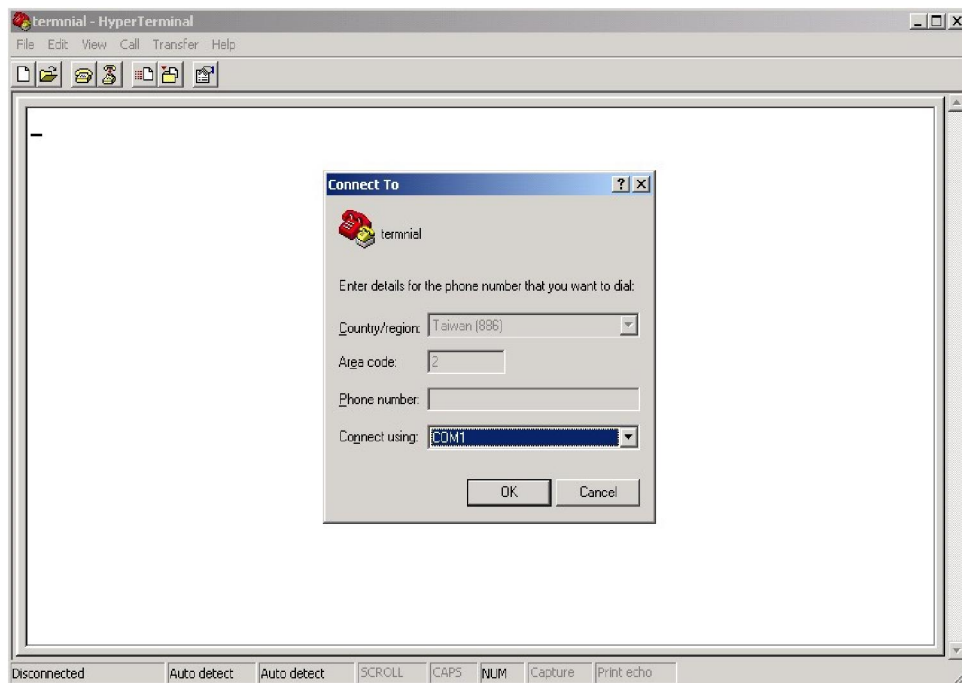 termnial - HyperTerminal
File Edit View Call Transfer Help
Connect To
termnial
Enter details for the phone number that you want to dial:
Country/region: Taiwan (886)
Area code: 2
Phone number:
Connect using: COM1
OK Cancel
Disconnected Auto detect Auto detect SCROLL CAPS NUM Capture Print echo